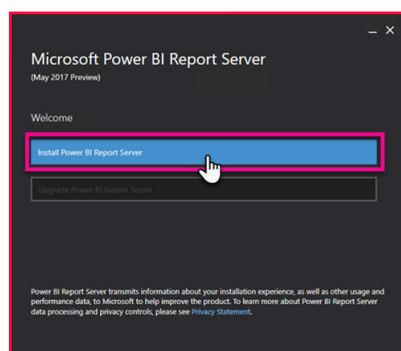 Microsoft Power BI Report Server
(May 2017 Preview)
Welcome
Install Power BI Report Server
Upgrade Power BI Report Server
Power BI Report Server transmits information about your installation experience, as well as other usage and
performance data, to Microsoft to help improve the product. To learn more about Power BI Report Server
data processing and privacy controls, please see Privacy Statement.